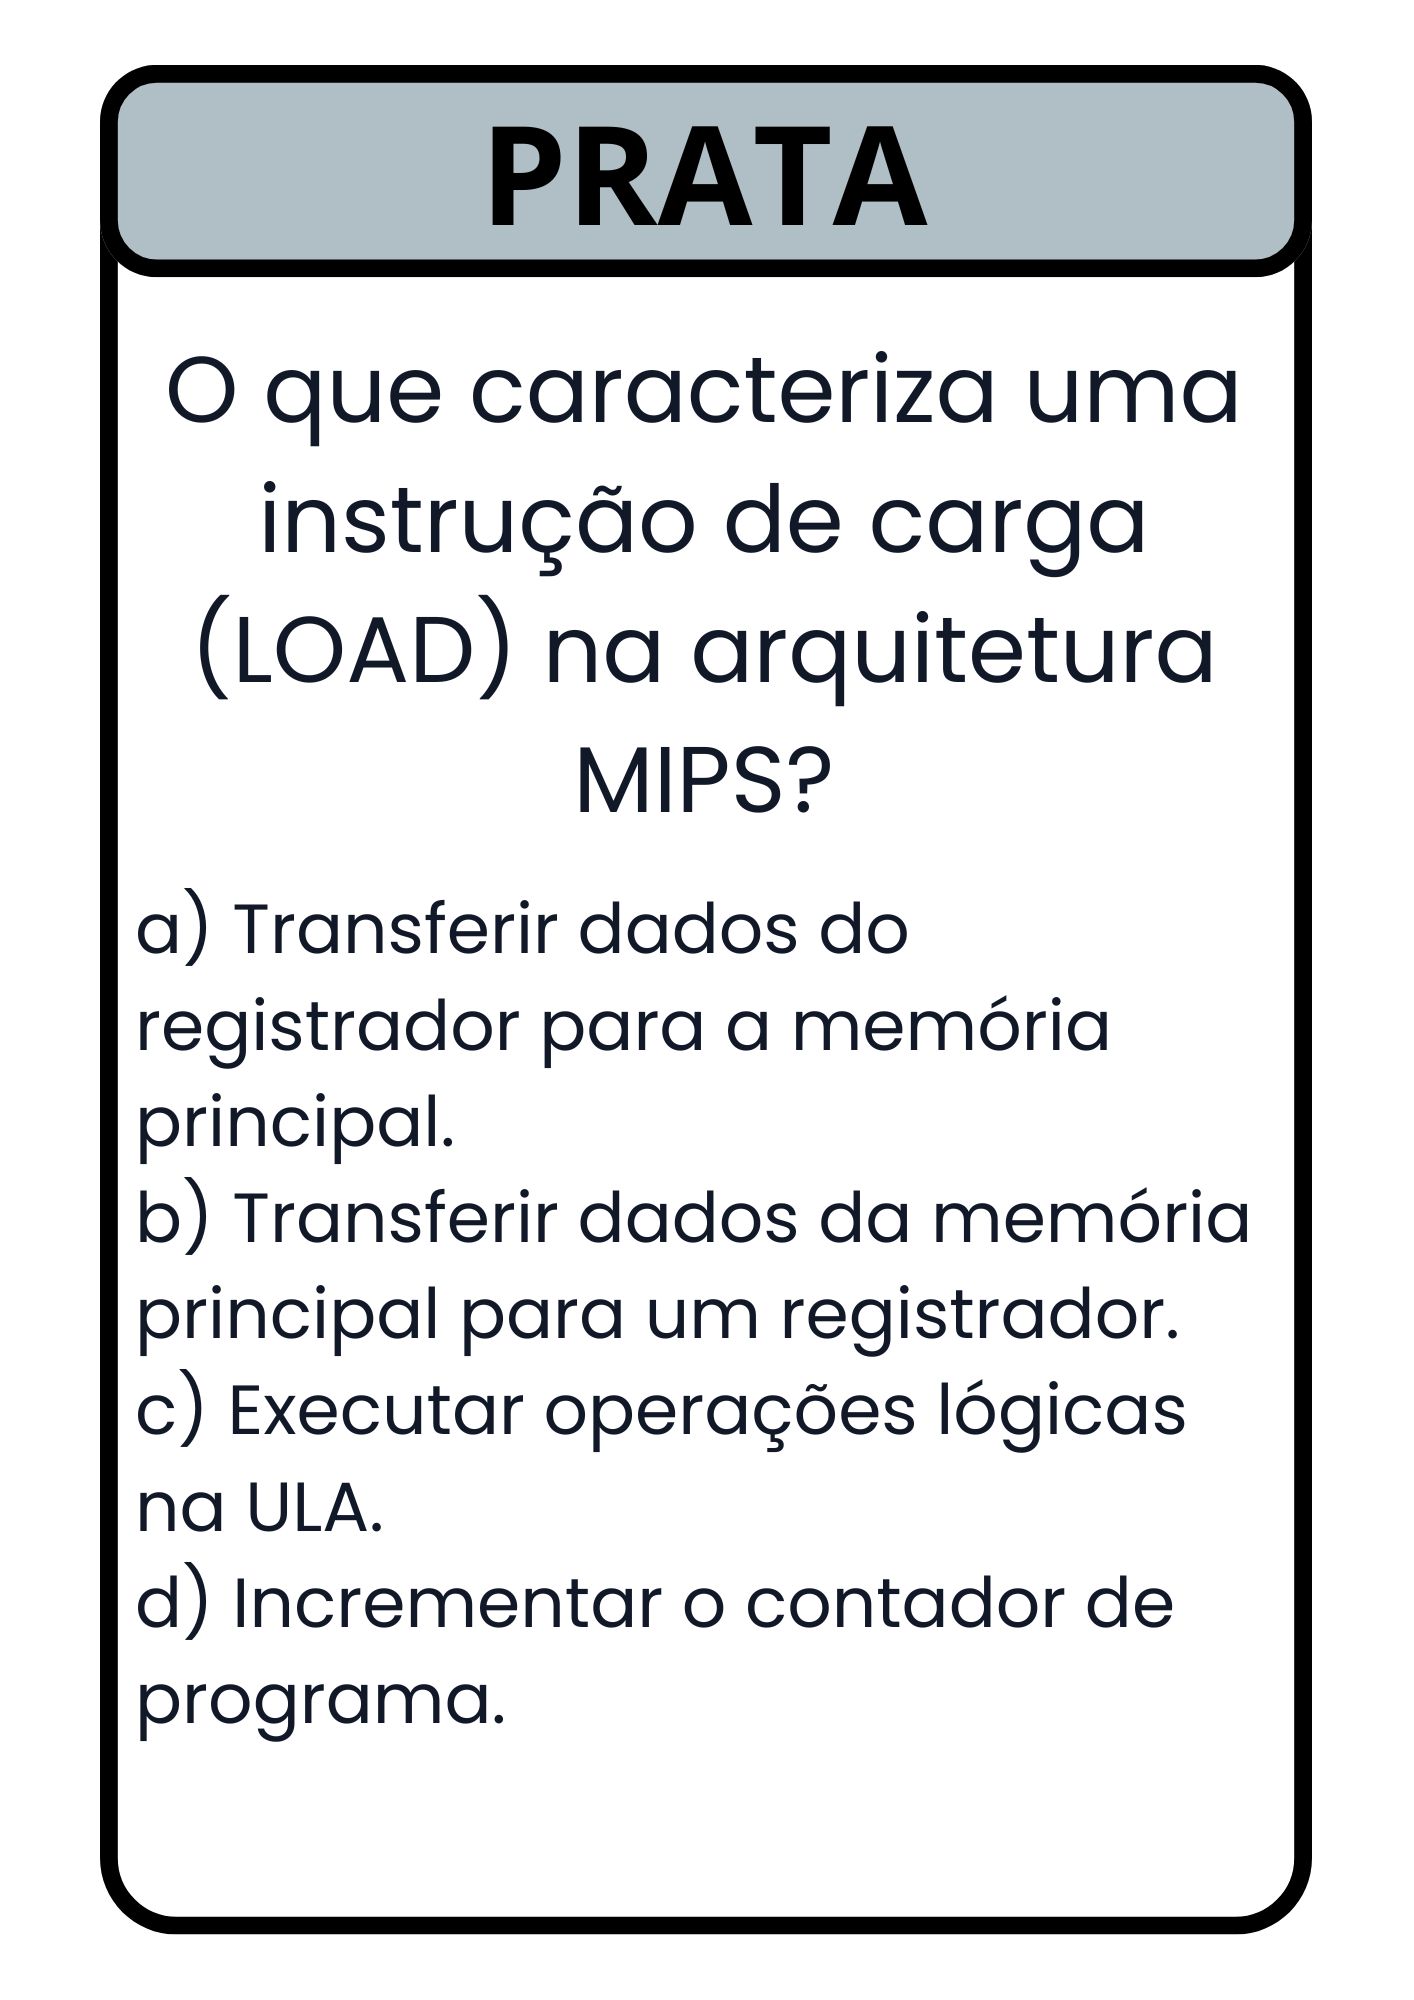 PRATA
O que caracteriza uma
instrução de carga
(LOAD) na arquitetura
MIPS?
a) Transferir dados do
registrador para a memória
principal.
b) Transferir dados da memória
principal para um registrador.
c) Executar operações lógicas
na ULA.
d) Incrementar o contador de
programa.